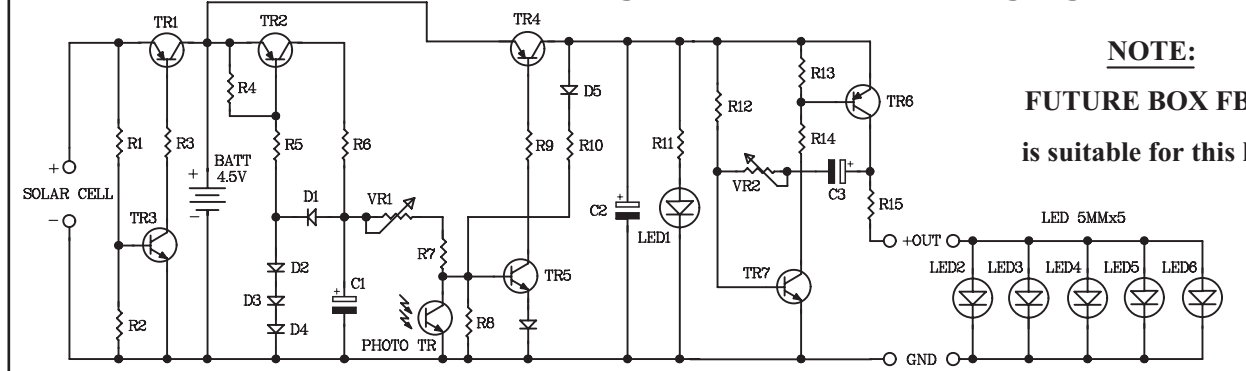 TR1
TR2
TR4
NOTE:
FUTURE BOX FB
is suitable for this
R4
D5
R13
TR6
R12
R1
R3
R5
R6
R9
R10
R11
R14
+
BATT
4.5V
+
-
SOLAR CELL
-
D1
VR1
VR2
+
C3
R15
TR3
+
C2
LED1
LED 5MMx5
+OUT
R7
D2
TR5
TR7
LED2
LED3
LED4
LED5
LED6
D3
+
C1
R2
D4
R8
PHOTO TR
GND